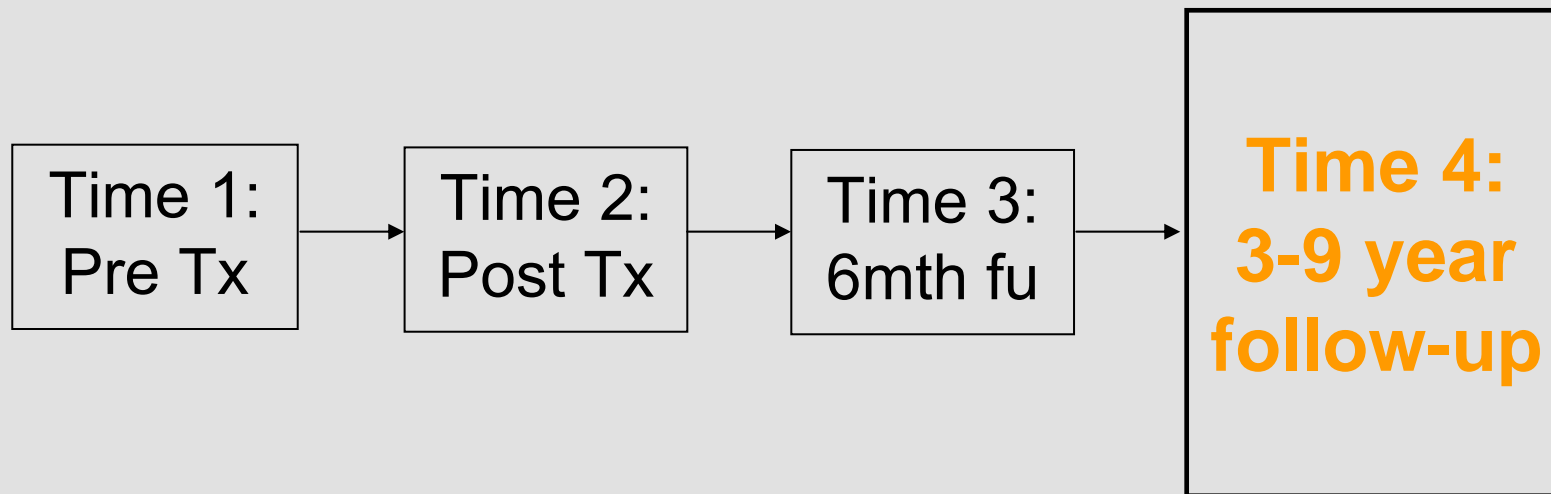 Time 1:
Pre Tx
Time 2:
Post Tx
Time 3:
6mth fu
Time 4:
3-9 year
follow-up